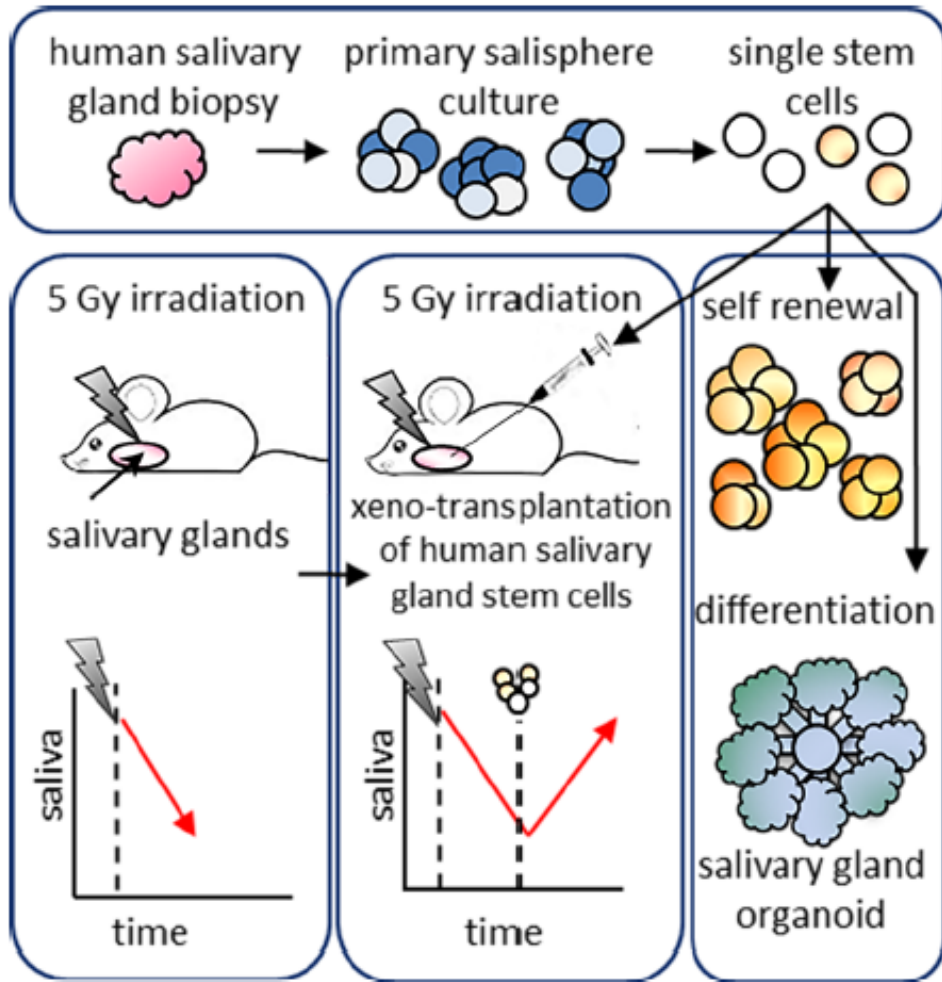 human salivary
gland biopsy
primary salisphere
culture
single stem
cells
5 Gy irradiation
salivary glands
saliva
time
5 Gy irradiation
xeno-transplantation
of human salivary
gland stem cells
saliva
time
self renewal
differentiation
salivary gland
organoid